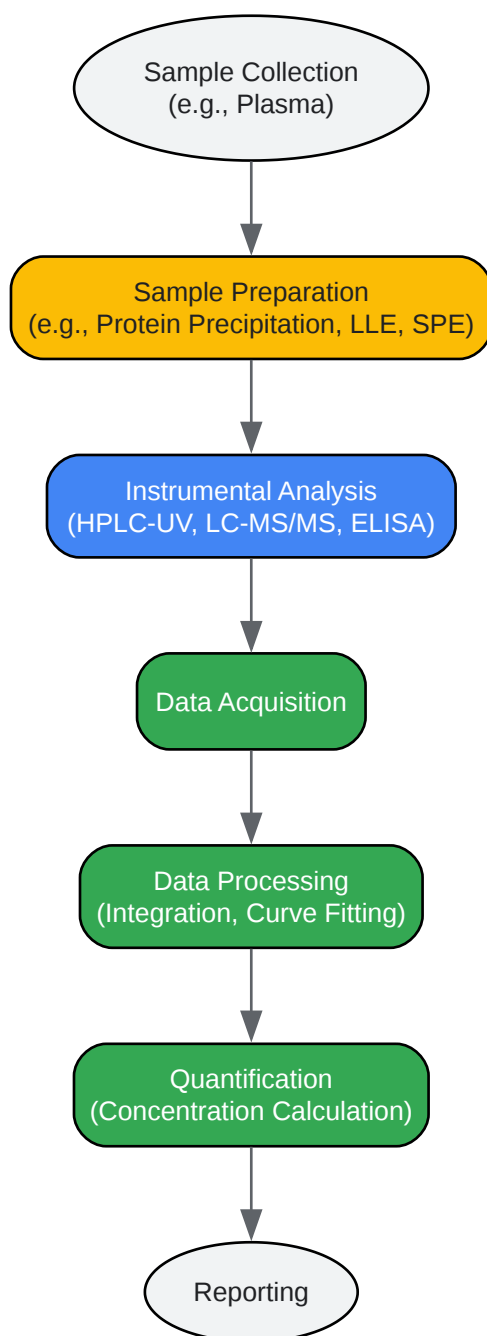 Sample Collection
(e.g., Plasma)
Sample Preparation
(e.g., Protein Precipitation, LLE, SPE)
Instrumental Analysis
(HPLC-UV, LC-MS/MS, ELISA)
Data Acquisition
Data Processing
(Integration, Curve Fitting)
Quantification
(Concentration Calculation)
Reporting